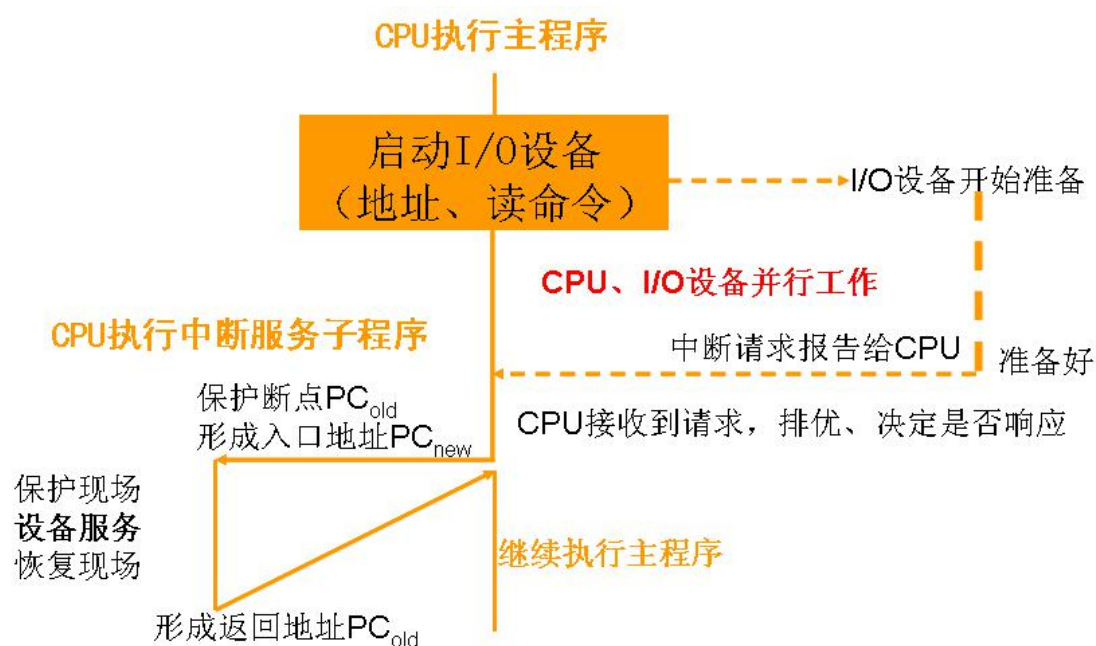 CPU执行主程序
启动I/O设备
（地址、读命令）
I/O设备开始准备
CPU、I/O设备并行工作
CPU执行中断服务子程序
中断请求报告给CPU
准备好
保护断点PCold
形成入口地址PCnew
CPU接收到请求，排优、决定是否响应
保护现场
设备服务
恢复现场
继续执行主程序
形成返回地址PCold